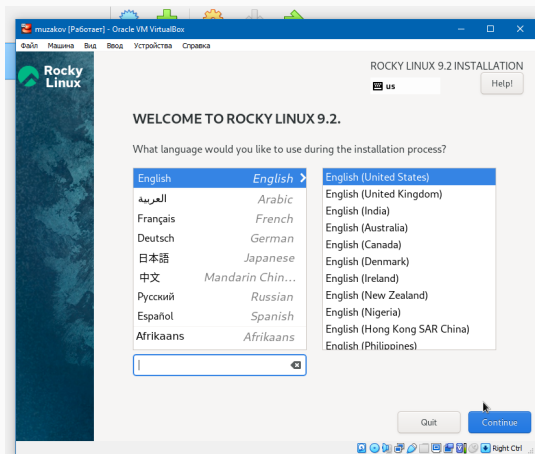 muzakov [Работает] - Oracle VM VirtualBox
Файл Машина Вид Ввод Устройства Справка
Rocky Linux
ROCKY LINUX 9.2 INSTALLATION
us
Help!
WELCOME TO ROCKY LINUX 9.2.
What language would you like to use during the installation process?
English English
العربية Arabic
Français French
Deutsch German
日本語 Japanese
中文 Mandarin Chin...
Русский Russian
Español Spanish
Afrikaans Afrikaans
English (United States)
English (United Kingdom)
English (India)
English (Australia)
English (Canada)
English (Denmark)
English (Ireland)
English (New Zealand)
English (Nigeria)
English (Hong Kong SAR China)
English (Philippines)
Quit
Continue
Right Ctrl